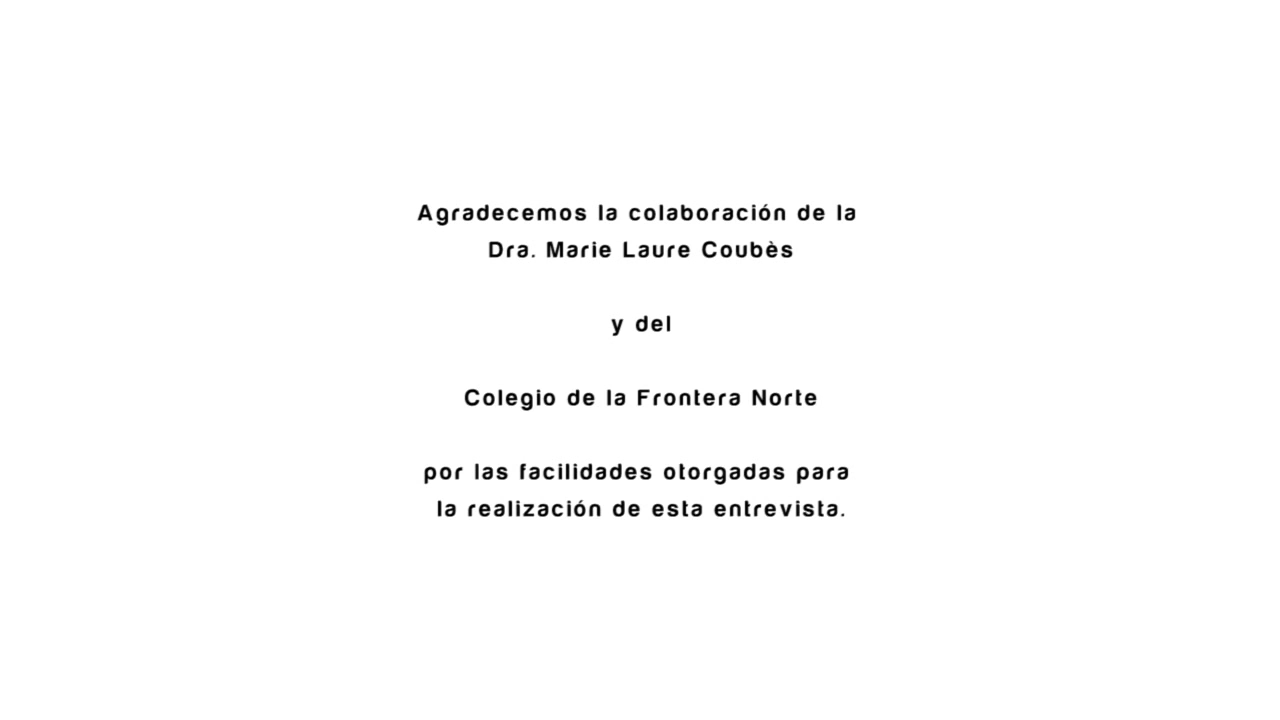 Agradecemos la colaboración de la
Dra. Marie Laure Coubès
y del
Colegio de la Frontera Norte
por las facilidades otorgadas para
la realización de esta entrevista.